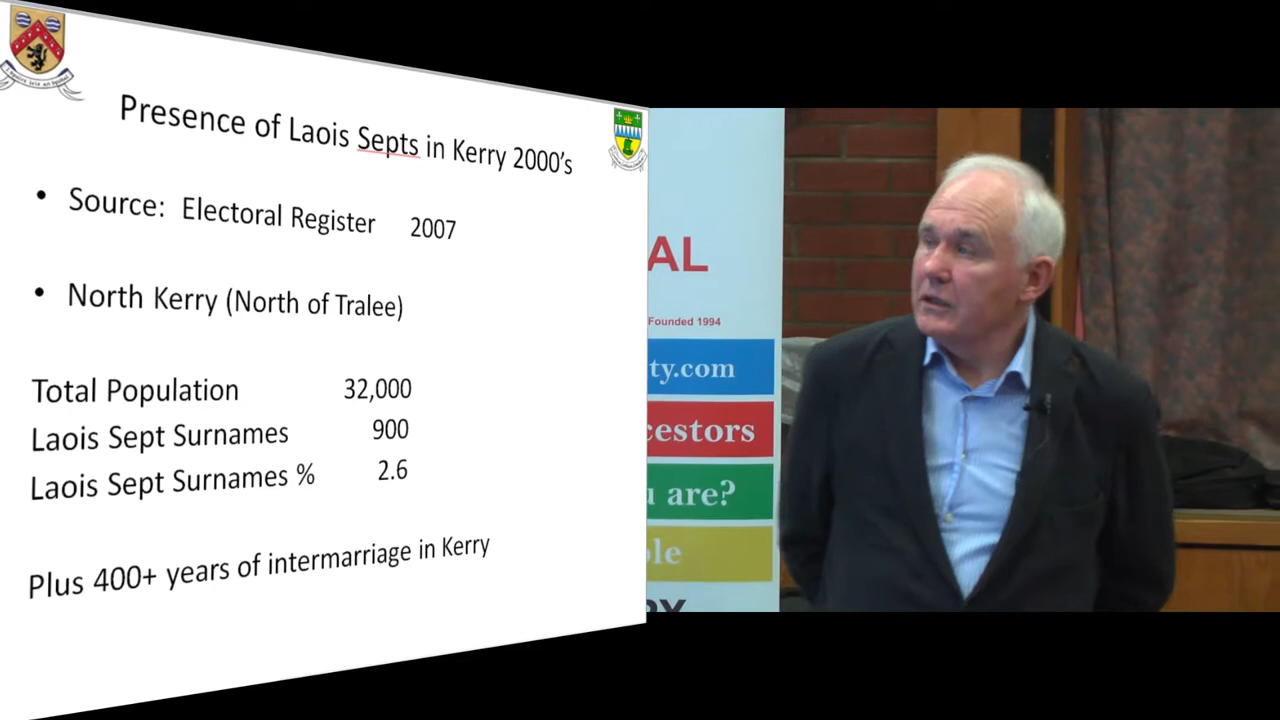 Presence of Laois Septs in Kerry 2000's
• Source: Electoral Register 2007
• North Kerry (North of Tralee)
Total Population 32,000
Laois Sept Surnames 900
Laois Sept Surnames % 2.6
Plus 400+ years of intermarriage in Kerry
AL
Founded 1994
ty.com
cestors
u are?
ble